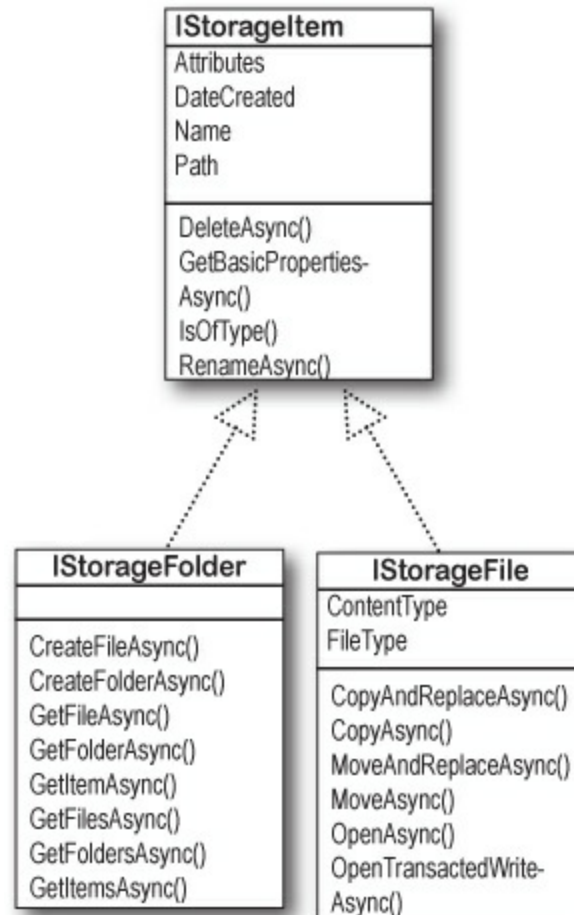 IStorageItem
Attributes
DateCreated
Name
Path
DeleteAsync()
GetBasicProperties-
Async()
IsOfType()
RenameAsync()
IStorageFolder
CreateFileAsync()
CreateFolderAsync()
GetFileAsync()
GetFolderAsync()
GetItemAsync()
GetFilesAsync()
GetFoldersAsync()
GetItemsAsync()
IStorageFile
ContentType
FileType
CopyAndReplaceAsync()
CopyAsync()
MoveAndReplaceAsync()
MoveAsync()
OpenAsync()
OpenTransactedWrite-
Async()